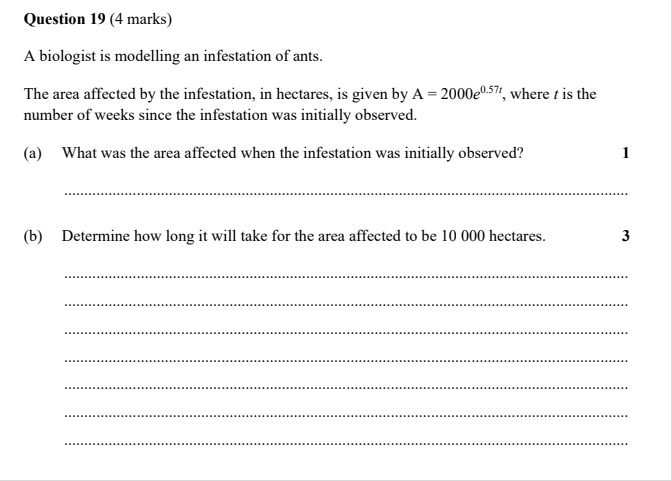 Question 19 (4 marks)
A biologist is modelling an infestation of ants.
The area affected by the infestation, in hectares, is given by A = 2000e^{0.57t}, where t is the
number of weeks since the infestation was initially observed.
(a) What was the area affected when the infestation was initially observed? 1
(b) Determine how long it will take for the area affected to be 10 000 hectares. 3